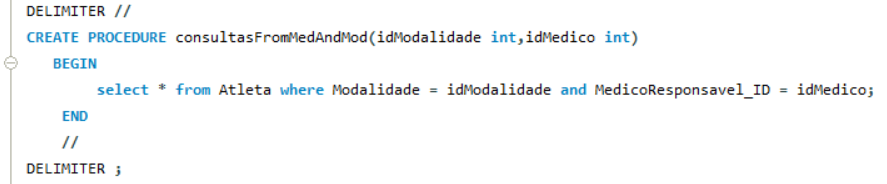 DELIMITER //
CREATE PROCEDURE consultasFromMedAndMod(idModalidade int,idMedico int)
BEGIN
select * from Atleta where Modalidade = idModalidade and MedicoResponsavel_ID = idMedico;
END
//
DELIMITER ;